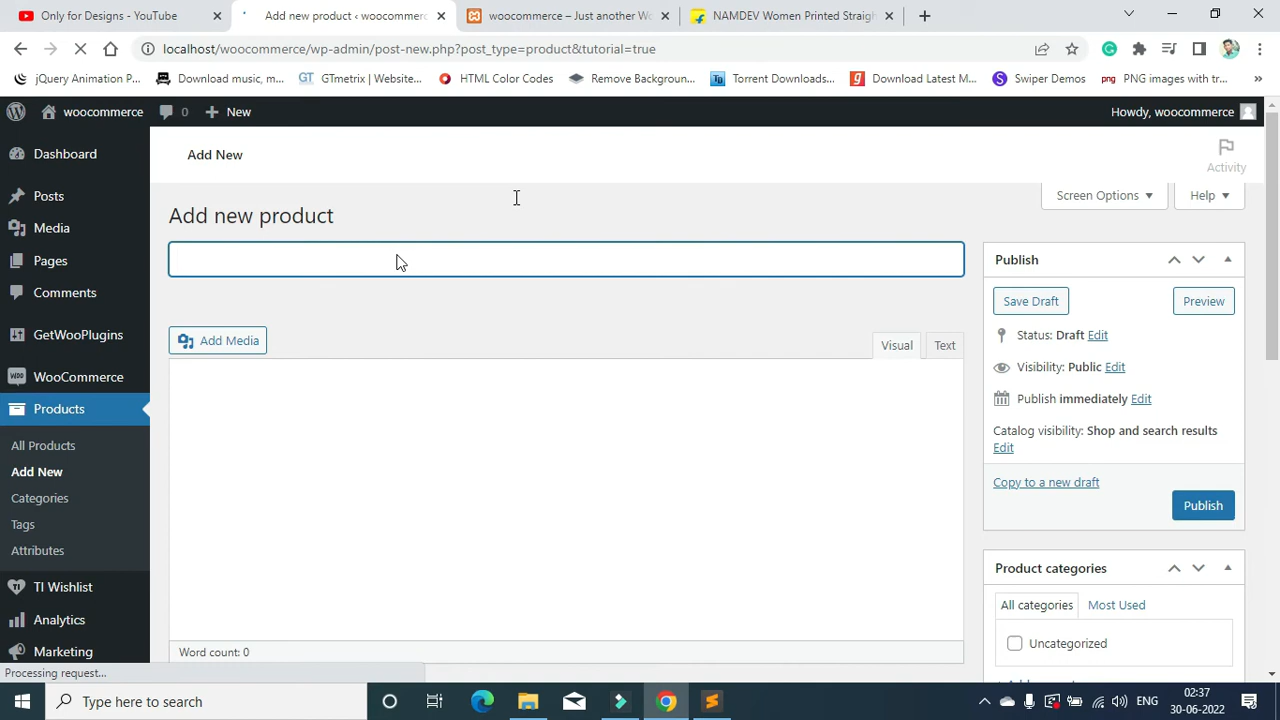 Only for Designs - YouTube
Add new product ‹ woocommerc
woocommerce – Just another W
NAMDEV Women Printed Straigh
localhost/woocommerce/wp-admin/post-new.php?post_type=product&tutorial=true
jQuery Animation P...
Download music, m...
GT
GTmetrix | Website...
HTML Color Codes
Remove Backgroun...
Torrent Downloads...
Download Latest M...
Swiper Demos
png
PNG images with tr...
woocommerce
0
New
Howdy, woocommerce
Dashboard
Add New
Activity
Posts
Screen Options
Help
Add new product
Media
Pages
Publish
Comments
Save Draft
Preview
GetWooPlugins
Add Media
Visual
Text
Status: Draft Edit
Visibility: Public Edit
WooCommerce
Publish immediately Edit
Products
Catalog visibility: Shop and search results
Edit
All Products
Add New
Copy to a new draft
Categories
Publish
Tags
Attributes
Product categories
TI Wishlist
All categories
Most Used
Analytics
Uncategorized
Marketing
Word count: 0
Processing request...
Type here to search
ENG
02:37
30-06-2022